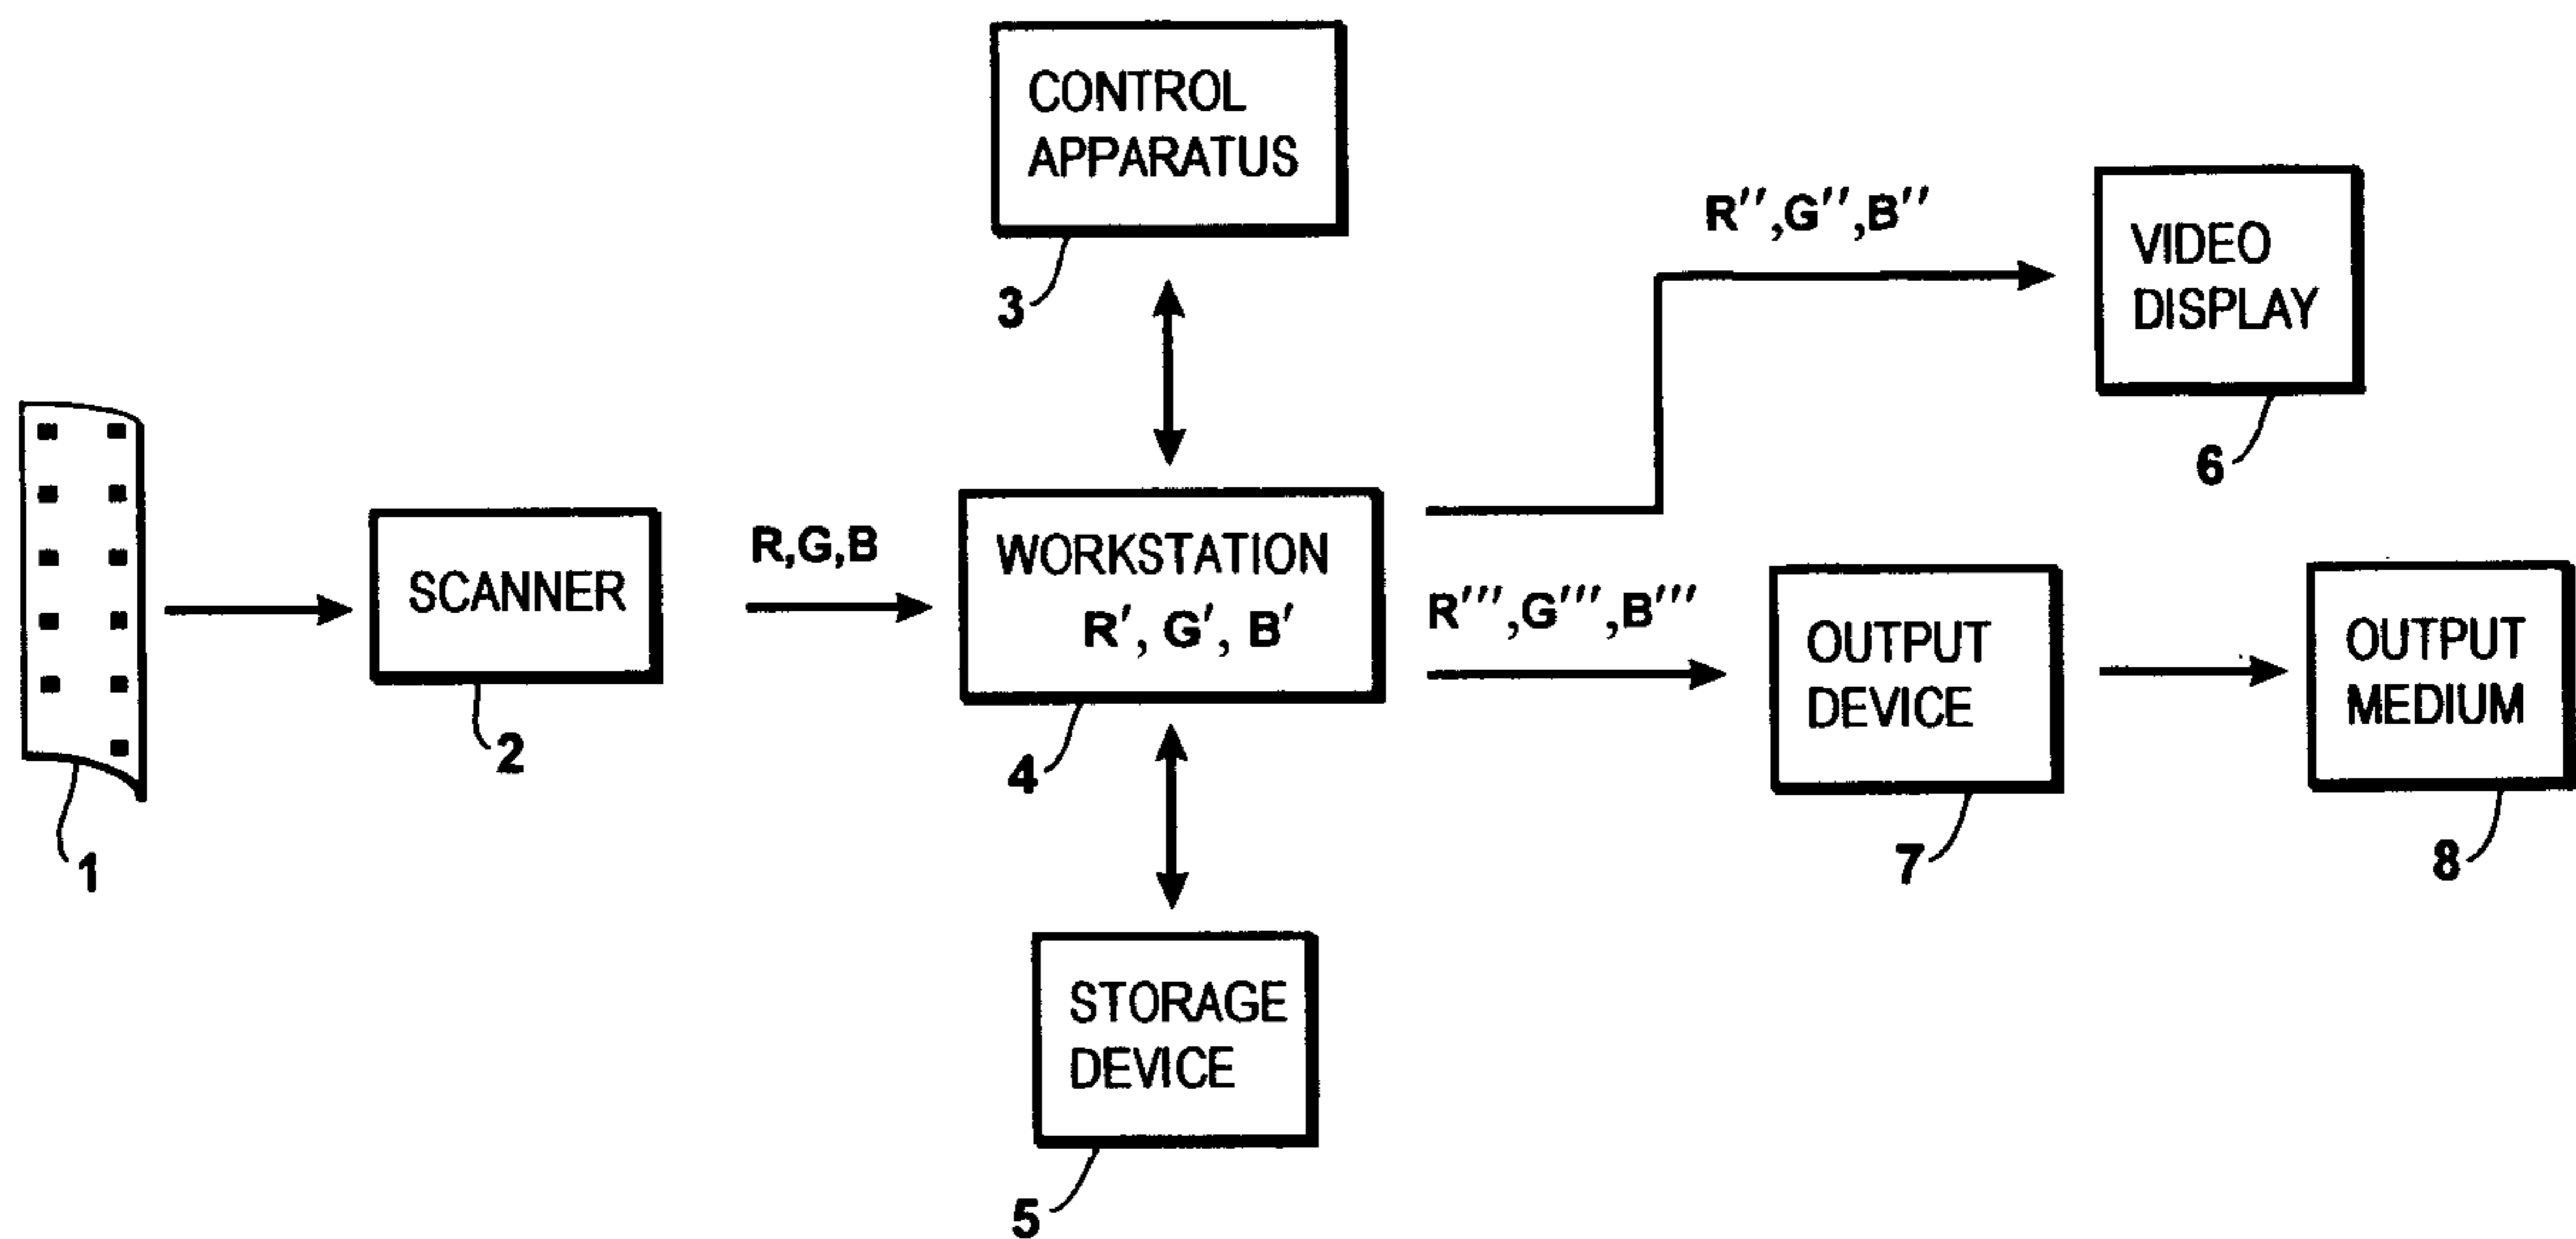 CONTROL
APPARATUS
3
R'',G'',B''
VIDEO
DISPLAY
6
1
SCANNER
2
R,G,B
WORKSTATION
R', G', B'
4
R''',G''',B'''
OUTPUT
DEVICE
7
OUTPUT
MEDIUM
8
STORAGE
DEVICE
5